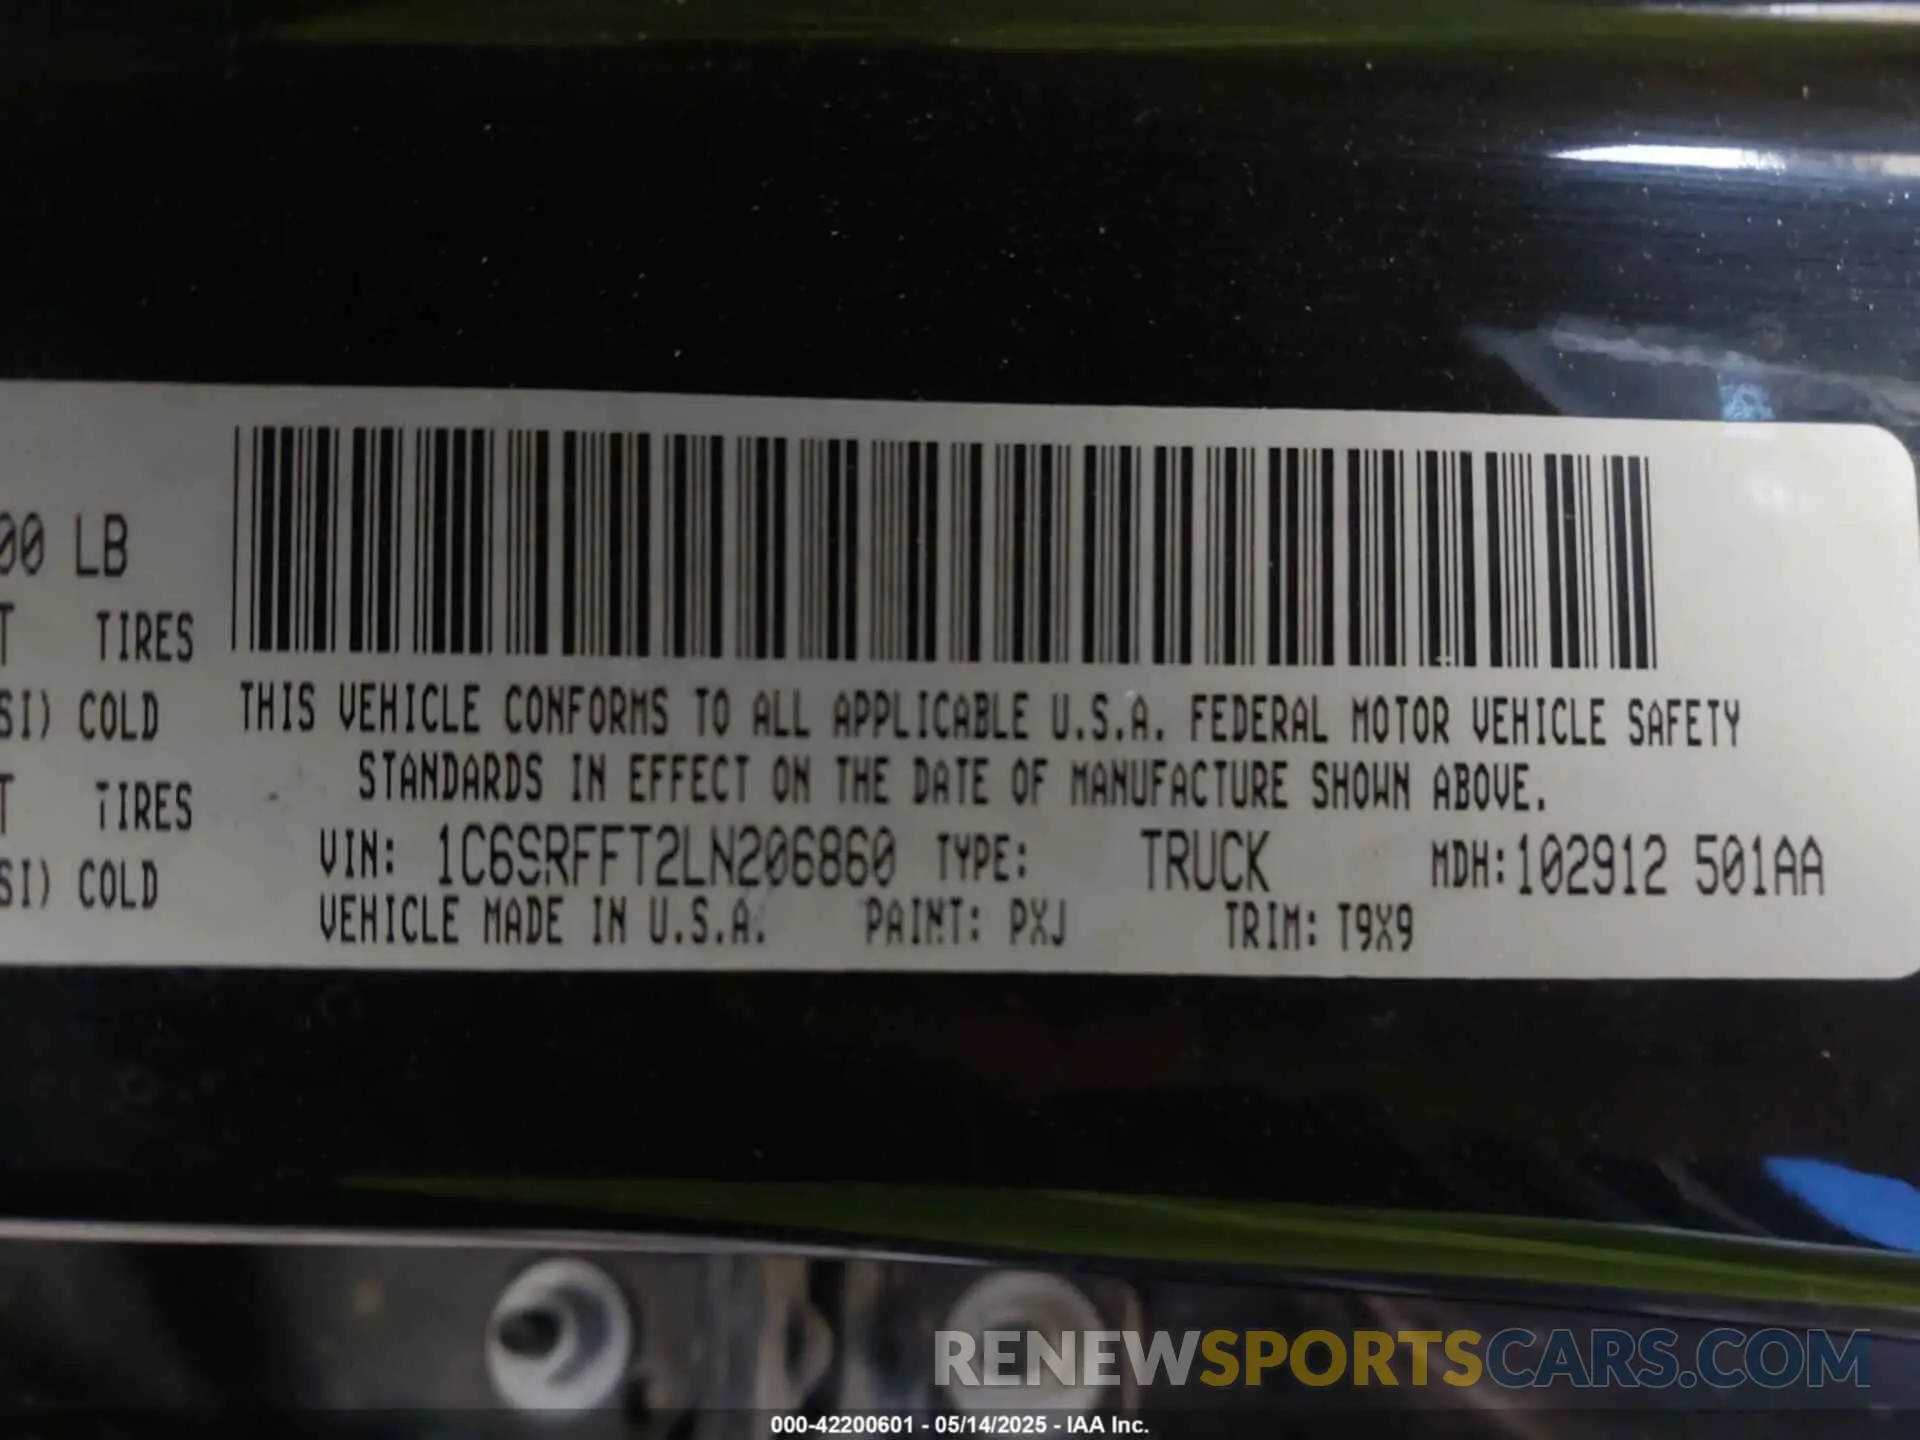 00 LB
T TIRES
SI) COLD
T TIRES
SI) COLD
THIS VEHICLE CONFORMS TO ALL APPLICABLE U.S.A. FEDERAL MOTOR VEHICLE SAFETY
STANDARDS IN EFFECT ON THE DATE OF MANUFACTURE SHOWN ABOVE.
VIN: 1C6SRFFT2LN206860 TYPE: TRUCK MDH:102912 501AA
VEHICLE MADE IN U.S.A. PAINT: PXJ TRIM: T9X9
RENEWSPORTSCARS.COM
000-42200601 - 05/14/2025 - IAA Inc.